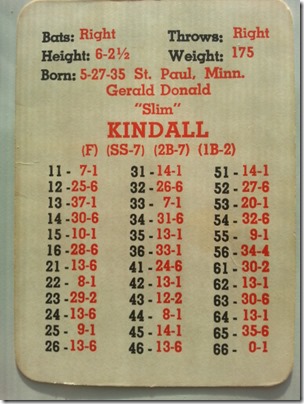 Bats: Right Throws: Right
Height: 6-2½ Weight: 175
Born: 5-27-35 St. Paul, Minn.
Gerald Donald
"Slim"
KINDALL
(F) (SS-7) (2B-7) (1B-2)
11 - 7-1 31 - 14-1 51 - 14-1
12 - 25-6 32 - 26-6 52 - 27-6
13 - 37-1 33 - 7-1 53 - 20-1
14 - 30-6 34 - 31-6 54 - 32-6
15 - 10-1 35 - 13-1 55 - 9-1
16 - 28-6 36 - 33-1 56 - 34-4
21 - 13-6 41 - 24-6 61 - 30-2
22 - 8-1 42 - 13-1 62 - 13-1
23 - 29-2 43 - 12-2 63 - 30-6
24 - 13-6 44 - 8-1 64 - 13-1
25 - 9-1 45 - 14-1 65 - 35-6
26 - 13-6 46 - 13-6 66 - 0-1